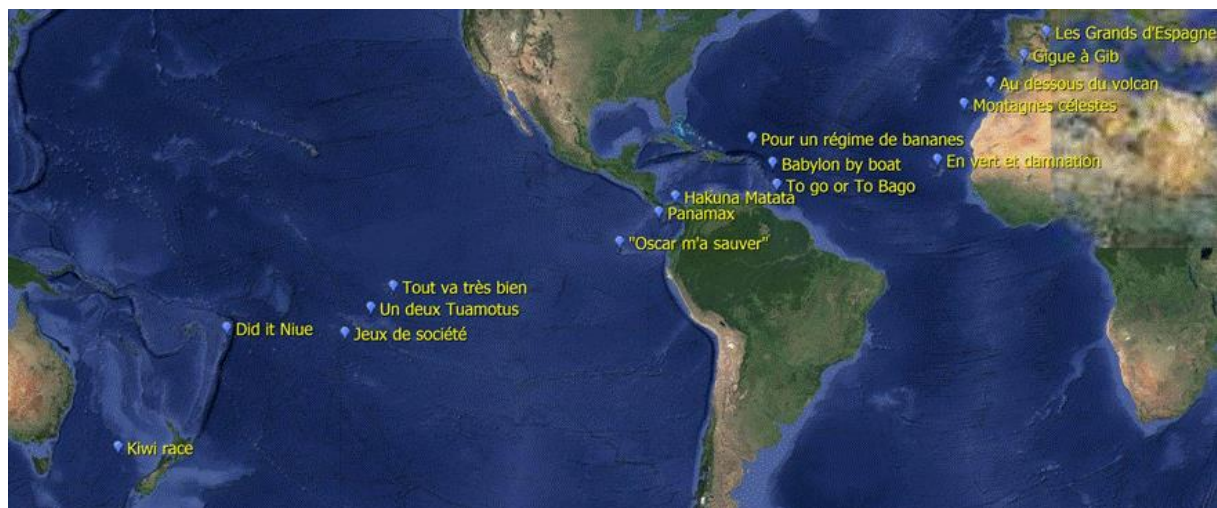 Les Grands d'Espagne
Gigue à Gib
Au dessous du volcan
Montagnes célestes
Pour un régime de bananes
En vert et damnation
Babylon by boat
To go or To Bago
Hakuna Matata
Panamax
"Oscar m'a sauver"
Tout va très bien
Un deux Tuamotus
Did it Niue
Jeux de société
Kiwi race